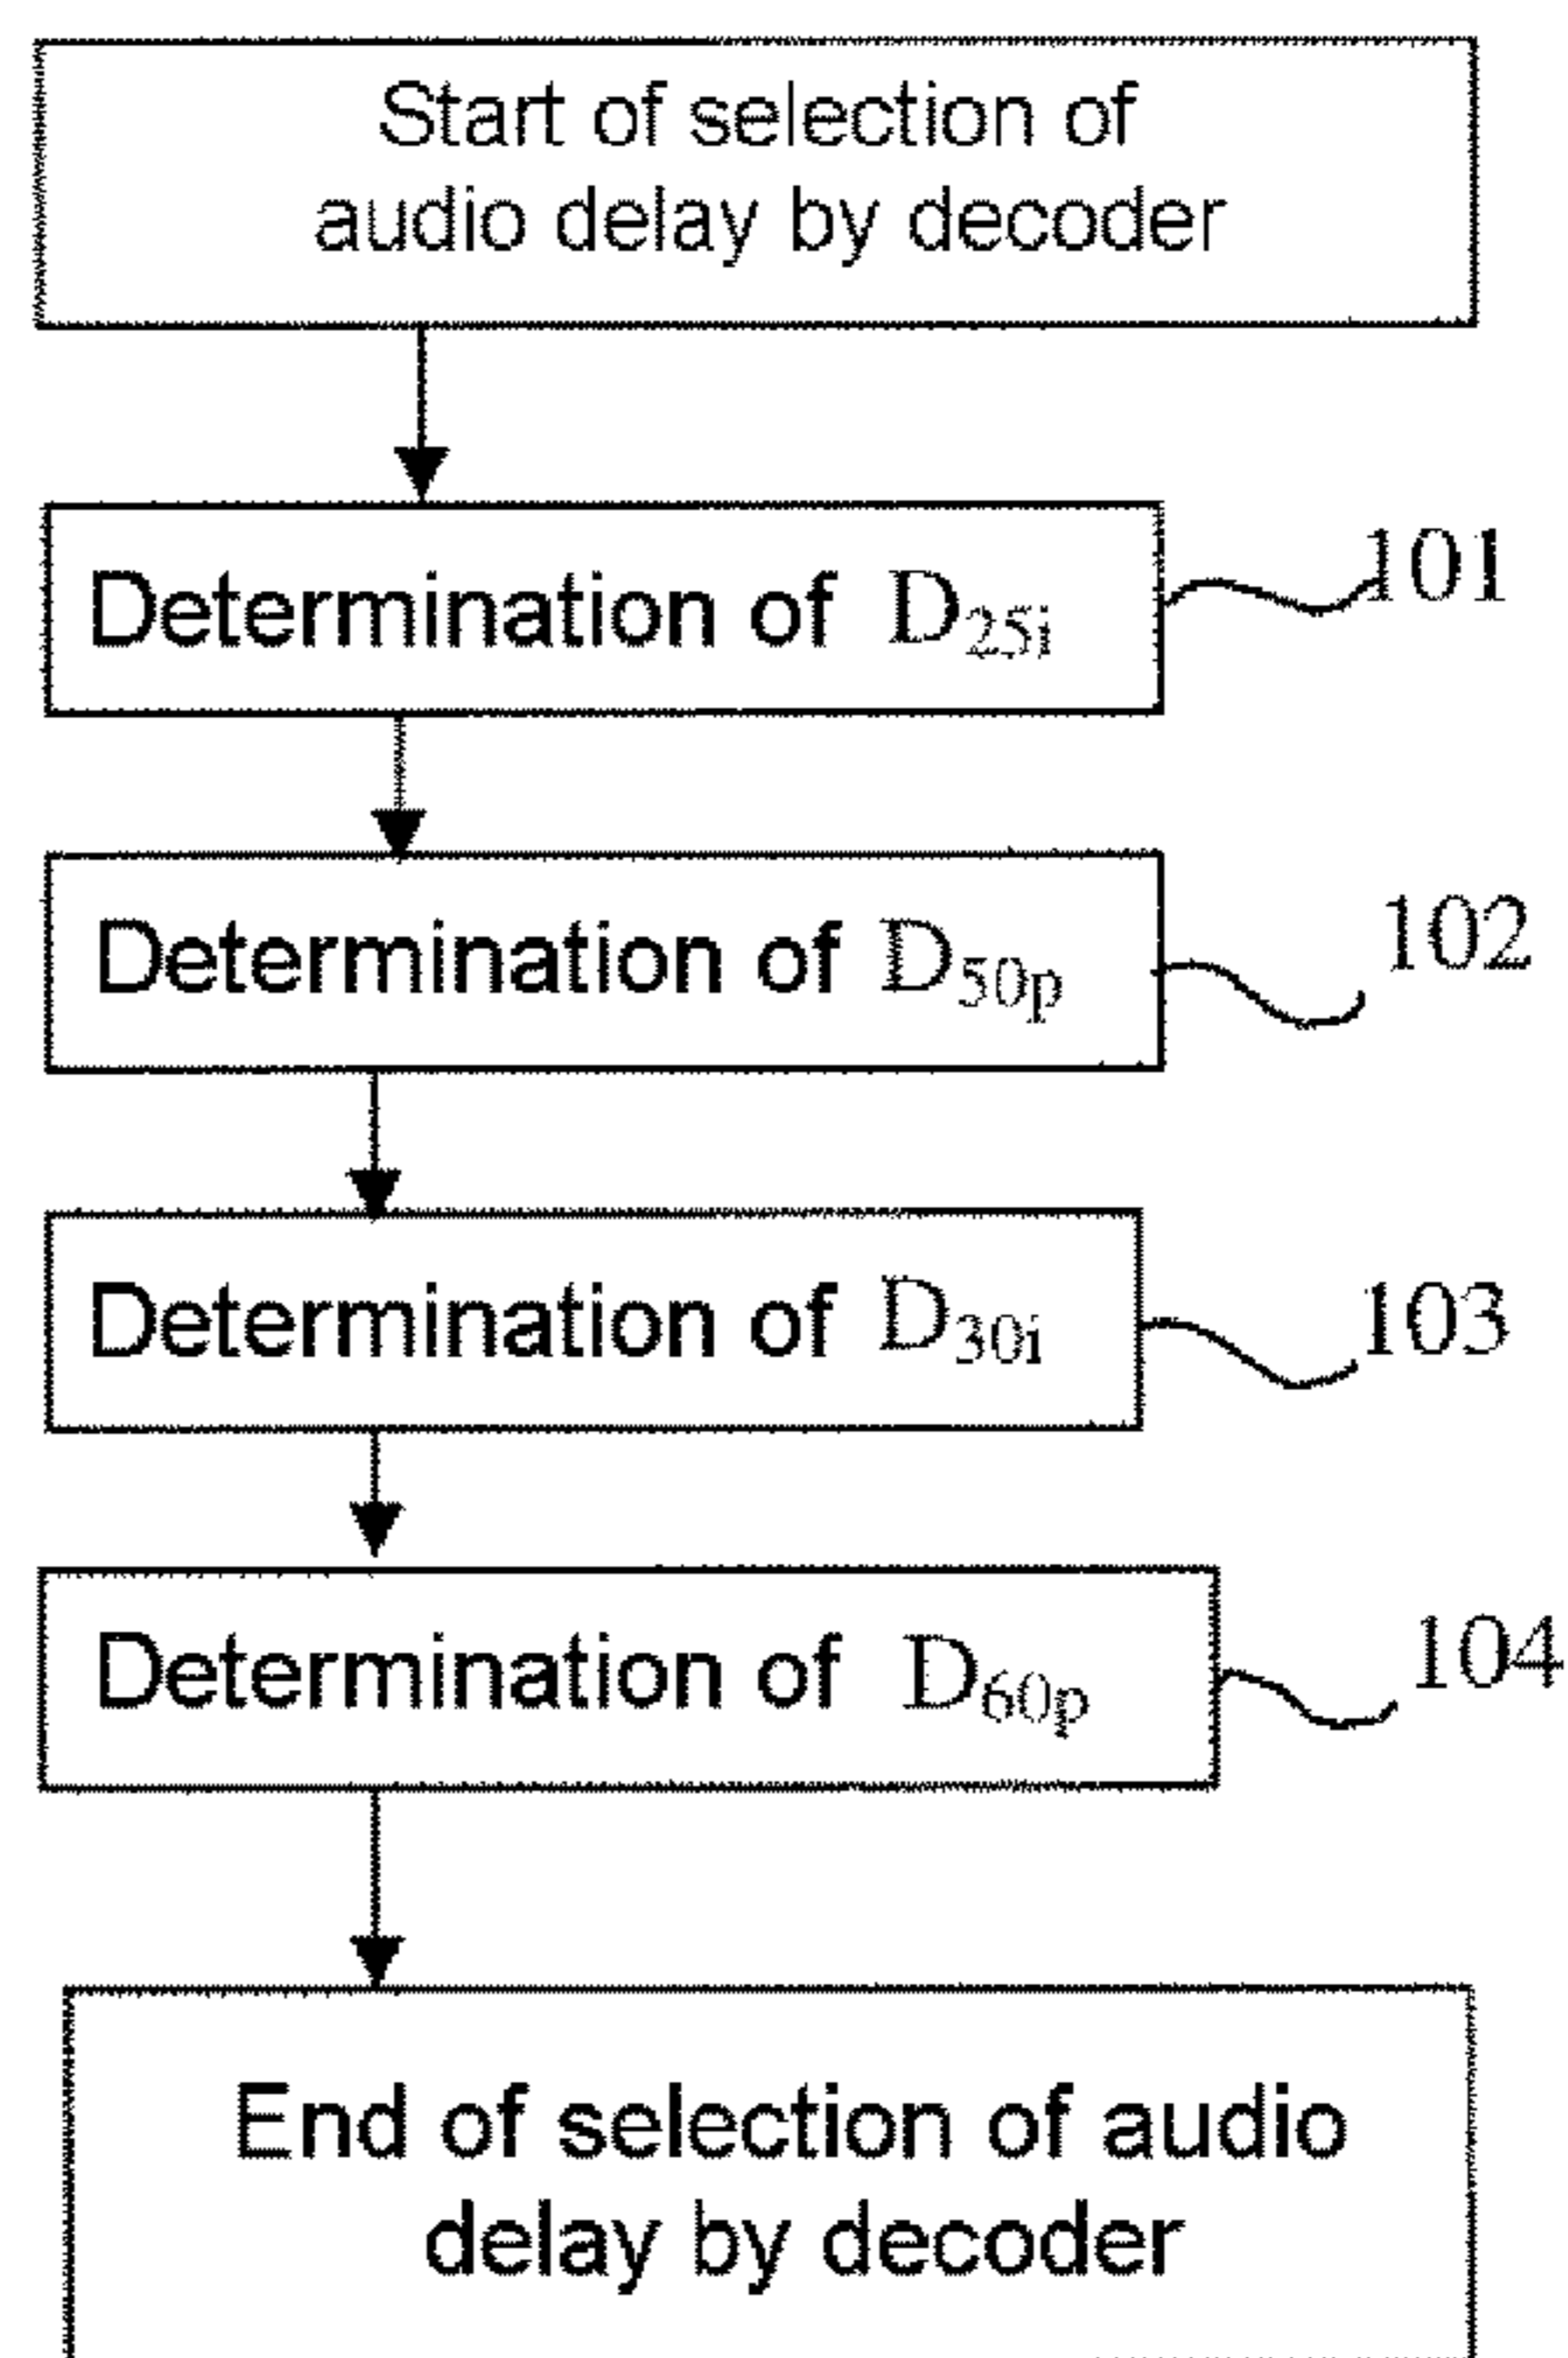 Start of selection of
audio delay by decoder
Determination of D25i
101
Determination of D50p
102
Determination of D30i
103
Determination of D60p
104
End of selection of audio
delay by decoder